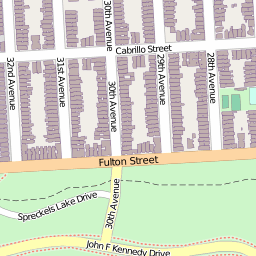 30th Avenue
Cabrillo Street
32nd Avenue
31st Avenue
30th Avenue
29th Avenue
28th Avenue
Fulton Street
30th Avenue
Spreckels Lake Drive
John F Kennedy Drive